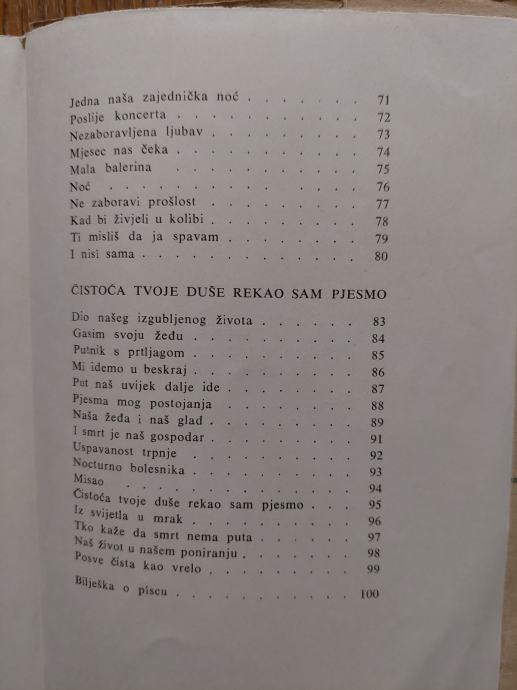 Jedna naša zajednička noć . . . . . . . 71
Poslije koncerta . . . . . . . . . . 72
Nezaboravljena ljubav . . . . . . . . 73
Mjesec nas čeka . . . . . . . . . . 74
Mala balerina . . . . . . . . . . 75
Noć . . . . . . . . . . . . 76
Ne zaboravi prošlost . . . . . . . . 77
Kad bi živjeli u kolibi . . . . . . . . 78
Ti misliš da ja spavam . . . . . . . . 79
I nisi sama . . . . . . . . . . . 80
ČISTOĆA TVOJE DUŠE REKAO SAM PJESMO
Dio našeg izgubljenog života . . . . . . 83
Gasim svoju žeđu . . . . . . . . . 84
Putnik s prtljagom . . . . . . . . . 85
Mi idemo u beskraj . . . . . . . . . 86
Put naš uvijek dalje ide . . . . . . . . 87
Pjesma mog postojanja . . . . . . . . 88
Naša žeđa i naš glad . . . . . . . . . 89
I smrt je naš gospodar . . . . . . . . 91
Uspavanost trpnje . . . . . . . . . 92
Nocturno bolesnika . . . . . . . . . 93
Misao . . . . . . . . . . . . 94
Čistoća tvoje duše rekao sam pjesmo . . . 95
Iz svijetla u mrak . . . . . . . . . 96
Tko kaže da smrt nema puta . . . . . . 97
Naš život u našem poniranju . . . . . . 98
Posve čista kao vrelo . . . . . . . . 99
Bilješka o piscu . . . . . . . . . . 100